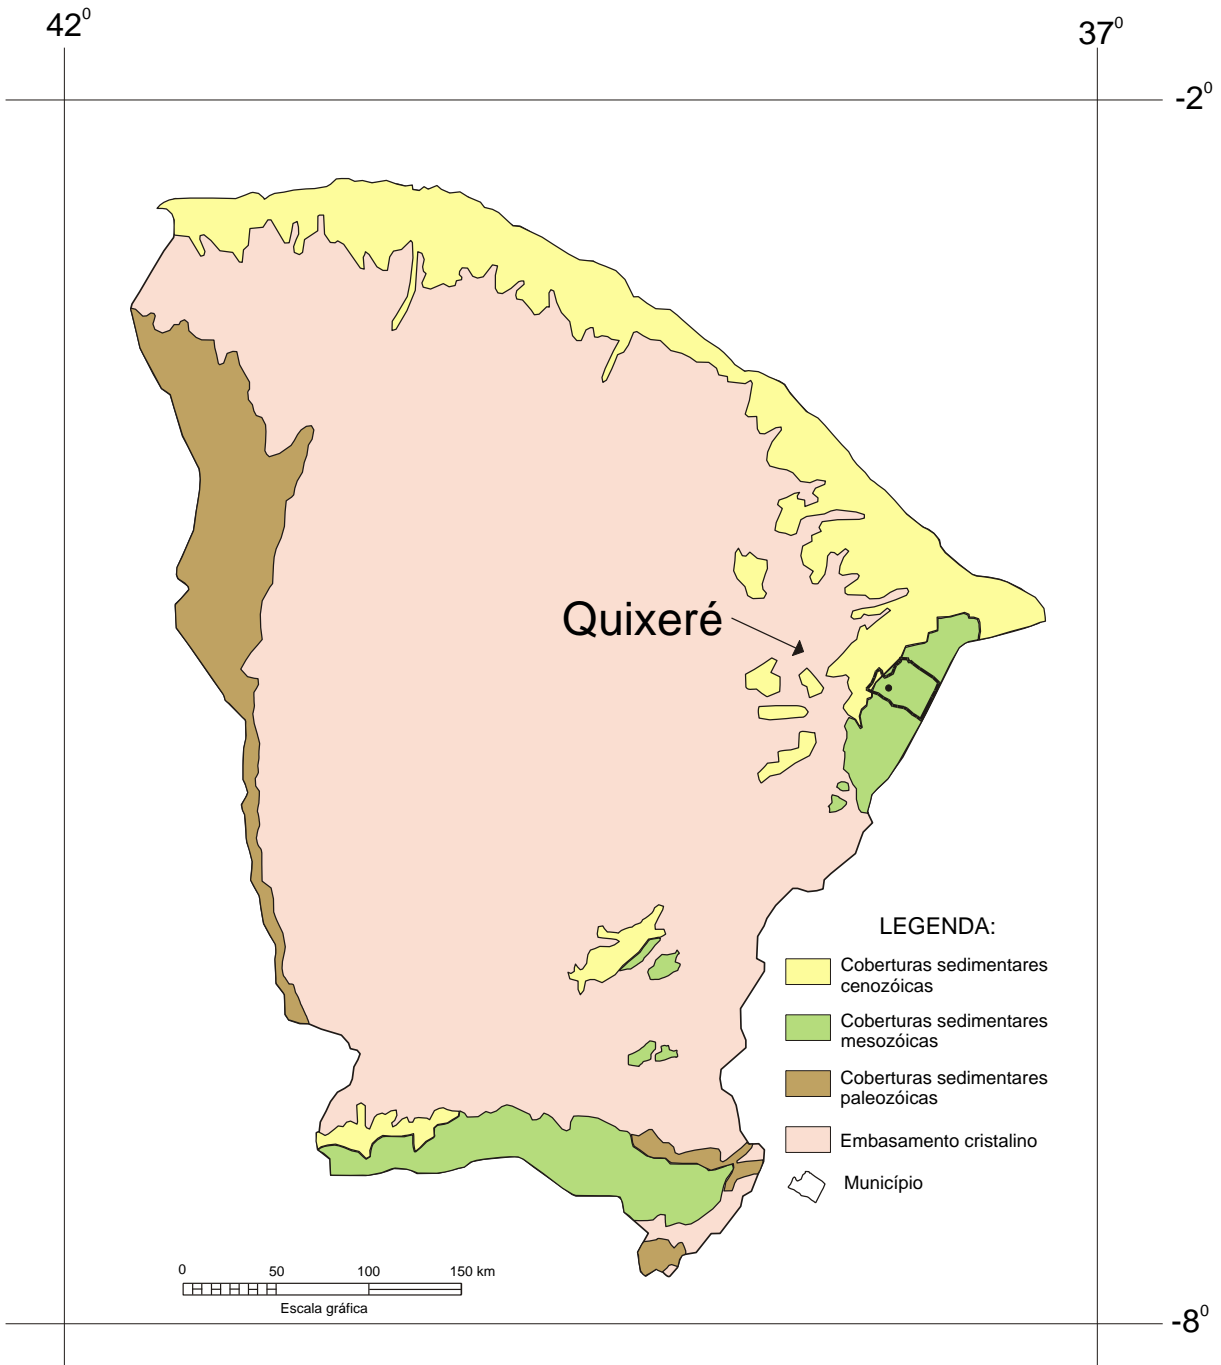 42⁰
37⁰
-2⁰
Quixeré
LEGENDA:
Coberturas sedimentares
cenozóicas
Coberturas sedimentares
mesozóicas
Coberturas sedimentares
paleozóicas
Embasamento cristalino
Município
0 50 100 150 km
Escala gráfica
-8⁰